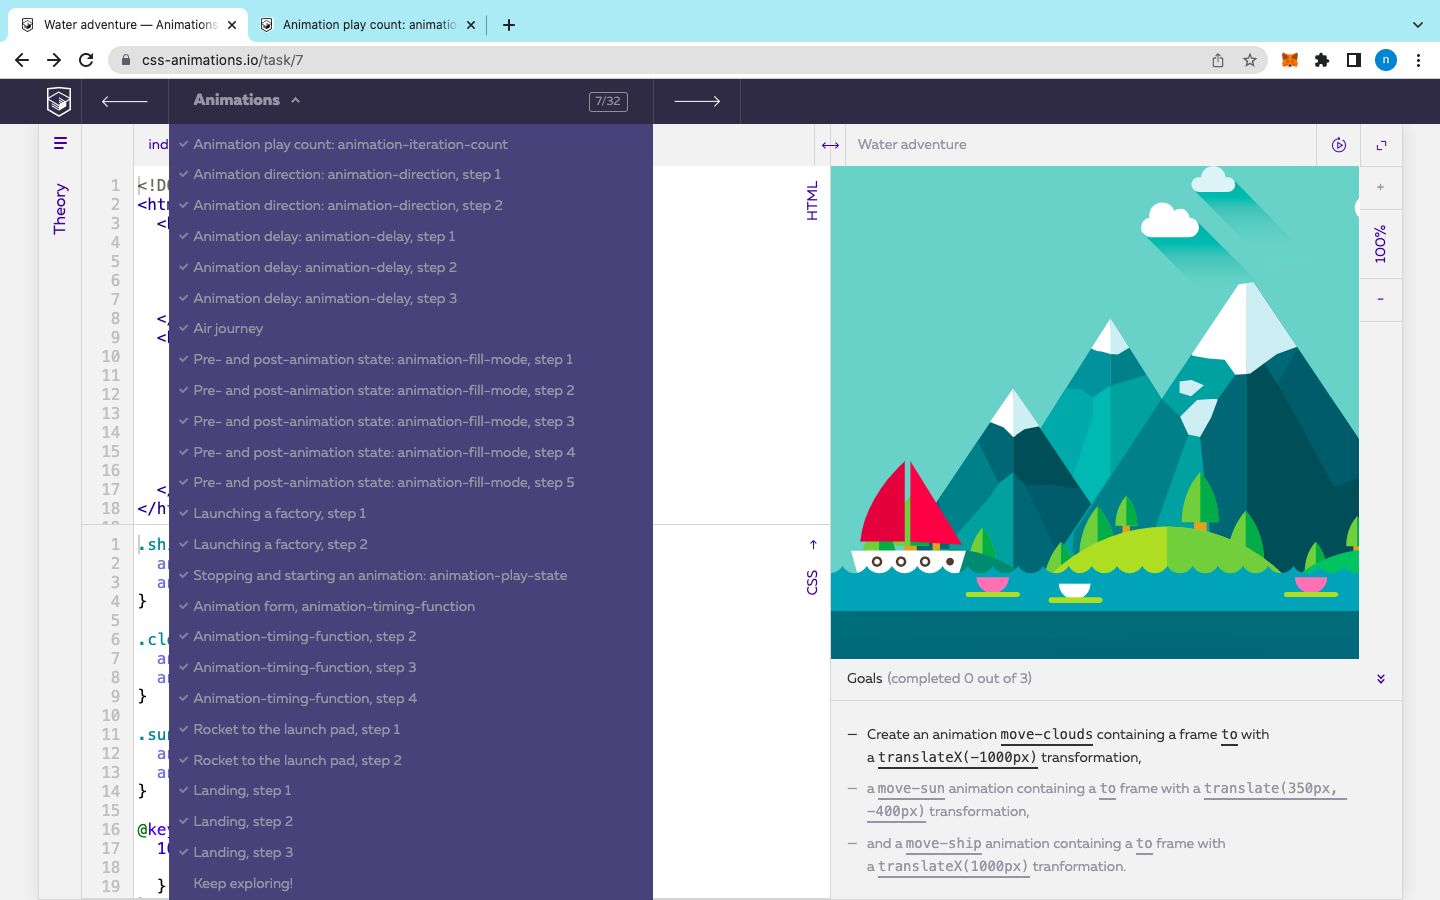 Water adventure — Animations
Animation play count: animatio
css-animations.io/task/7
n
Animations
7/32
Theory
ind
Animation play count: animation-iteration-count
Animation direction: animation-direction, step 1
Animation direction: animation-direction, step 2
Animation delay: animation-delay, step 1
Animation delay: animation-delay, step 2
Animation delay: animation-delay, step 3
Air journey
Pre- and post-animation state: animation-fill-mode, step 1
Pre- and post-animation state: animation-fill-mode, step 2
Pre- and post-animation state: animation-fill-mode, step 3
Pre- and post-animation state: animation-fill-mode, step 4
Pre- and post-animation state: animation-fill-mode, step 5
Launching a factory, step 1
Launching a factory, step 2
Stopping and starting an animation: animation-play-state
Animation form, animation-timing-function
Animation-timing-function, step 2
Animation-timing-function, step 3
Animation-timing-function, step 4
Rocket to the launch pad, step 1
Rocket to the launch pad, step 2
Landing, step 1
Landing, step 2
Landing, step 3
Keep exploring!
1 <!DO
2 <htm
3 <h
4
5
6
7
8 </
9 <b
10
11
12
13
14
15
16
17 </
18 </ht
HTML
1 .shi
2 an
3 an
4 }
5
6 .clo
7 an
8 an
9 }
10
11 .sun
12 an
13 an
14 }
15
16 @key
17 10
18
19 }
CSS
Water adventure
+
100%
-
Goals (completed 0 out of 3)
— Create an animation move-clouds containing a frame to with
a translateX(-1000px) transformation,
— a move-sun animation containing a to frame with a translate(350px,
-400px) transformation,
— and a move-ship animation containing a to frame with
a translateX(1000px) tranformation.